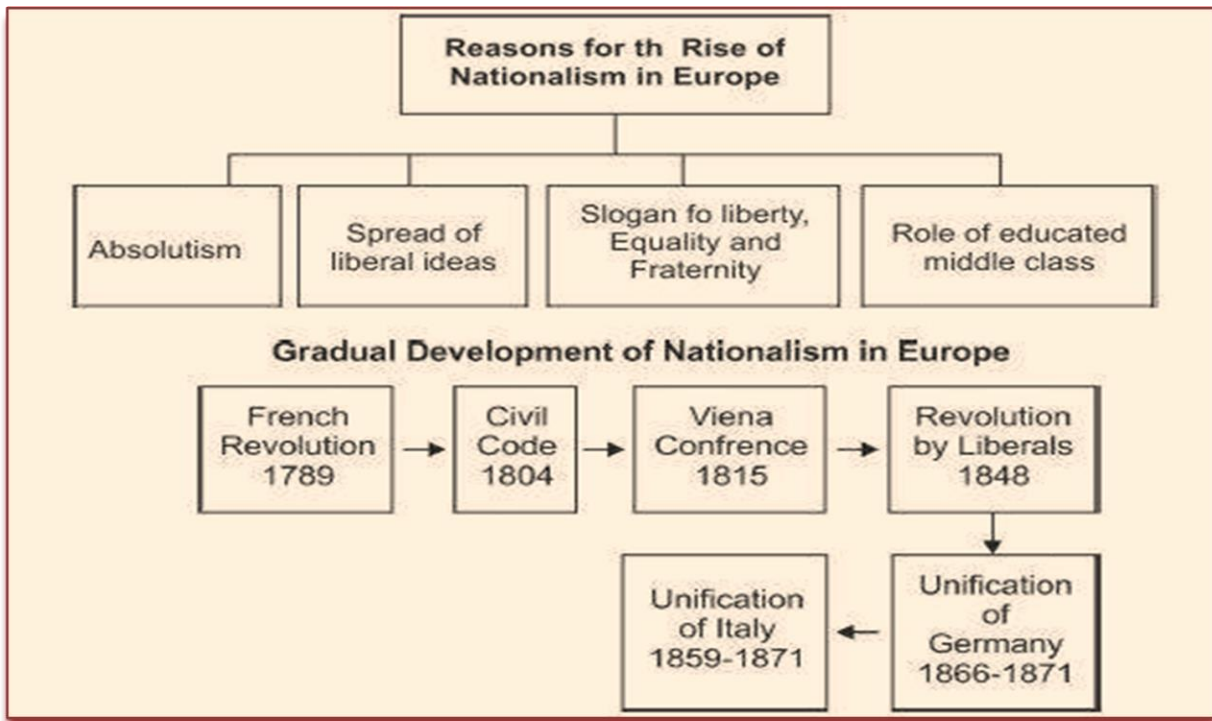 Reasons for th Rise of
Nationalism in Europe
Absolutism
Spread of
liberal ideas
Slogan fo liberty,
Equality and
Fraternity
Role of educated
middle class
Gradual Development of Nationalism in Europe
French
Revolution
1789
Civil
Code
1804
Viena
Confrence
1815
Revolution
by Liberals
1848
Unification
of
Germany
1866-1871
Unification
of Italy
1859-1871